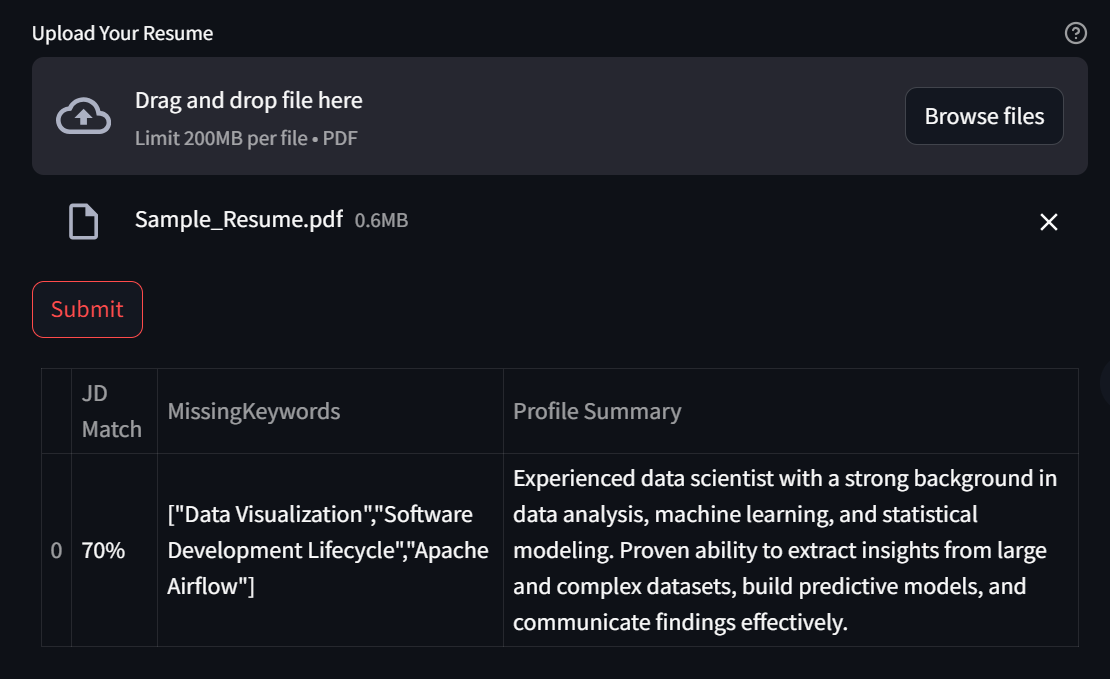 Upload Your Resume
Drag and drop file here
Limit 200MB per file • PDF
Browse files
Sample_Resume.pdf 0.6MB
Submit
JD
Match
MissingKeywords
Profile Summary
0
70%
["Data Visualization","Software
Development Lifecycle","Apache
Airflow"]
Experienced data scientist with a strong background in
data analysis, machine learning, and statistical
modeling. Proven ability to extract insights from large
and complex datasets, build predictive models, and
communicate findings effectively.